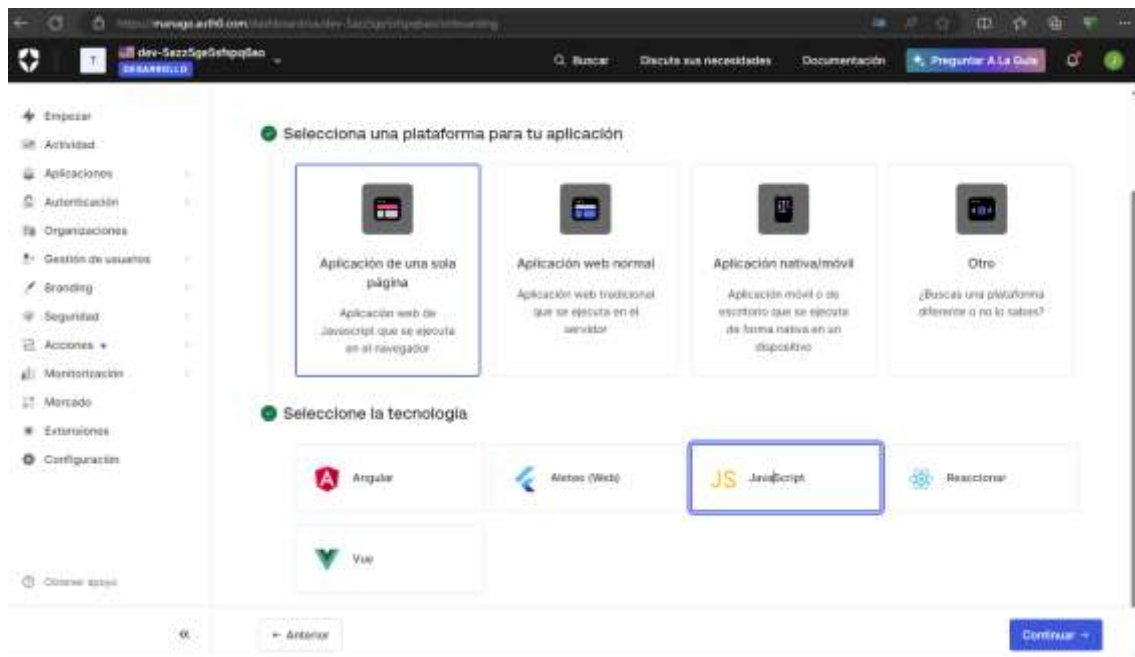 manage.auth0.com
DESARROLLO
T
Buscar
Discuta sus necesidades
Documentación
Preguntar A La Guía
J
Empezar
Actividad
Aplicaciones
Autenticación
Organizaciones
Gestión de usuarios
Branding
Seguridad
Acciones
Monitorización
Mercado
Extensiones
Configuración
Obtener apoyo
Selecciona una plataforma para tu aplicación
Aplicación de una sola
página
Aplicación web de
Javascript que se ejecuta
en el navegador
Aplicación web normal
Aplicación web tradicional
que se ejecuta en el
servidor
Aplicación nativa/móvil
Aplicación móvil o de
escritorio que se ejecuta
de forma nativa en un
dispositivo
Otro
¿Buscas una plataforma
diferente o no lo sabes?
Seleccione la tecnología
Angular
Aleteo (Web)
JS JavaScript
Reaccionar
Vue
← Anterior
Continuar →